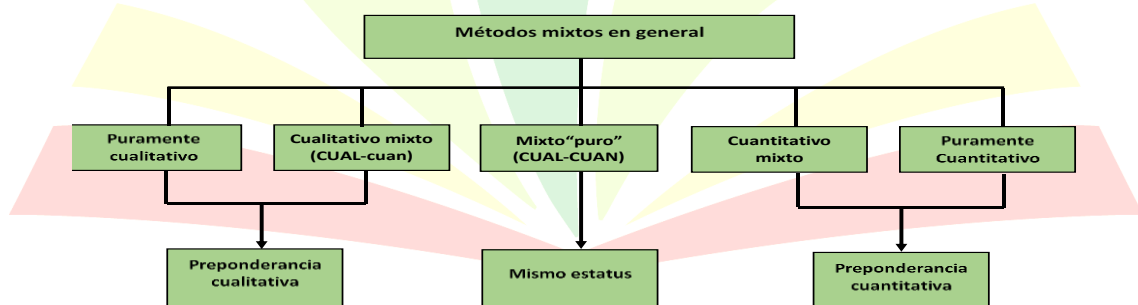 Métodos mixtos en general
Puramente
cualitativo
Cualitativo mixto
(CUAL-cuan)
Mixto“puro”
(CUAL-CUAN)
Cuantitativo
mixto
Puramente
Cuantitativo
Preponderancia
cualitativa
Mismo estatus
Preponderancia
cuantitativa